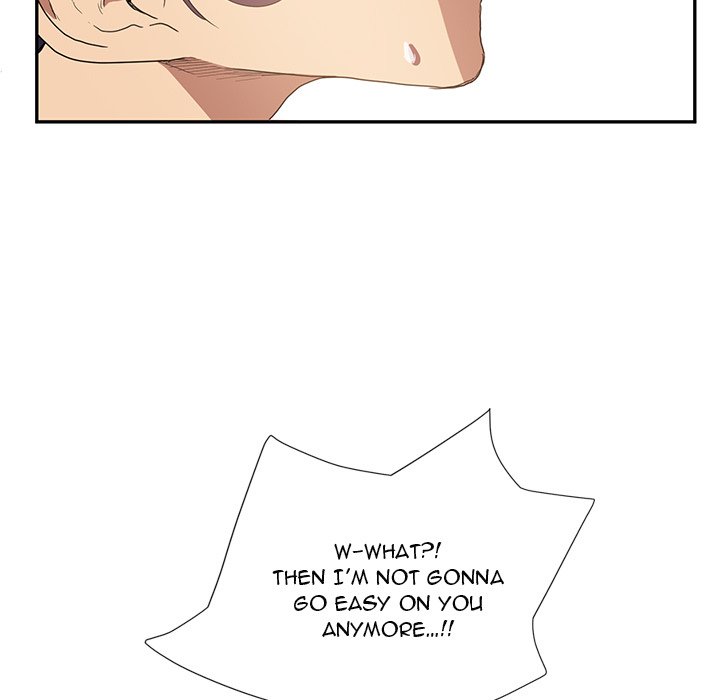 W-WHAT?!
THEN I'M NOT GONNA
GO EASY ON YOU
ANYMORE...!!